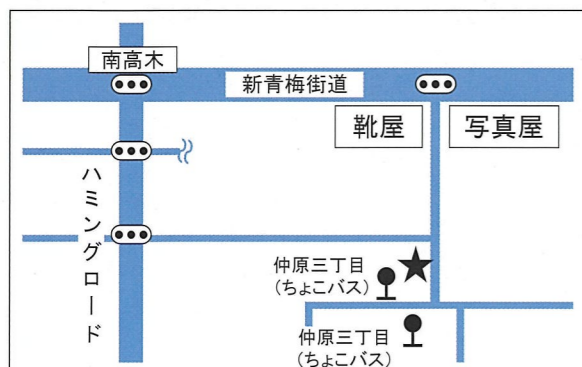 南高木
新青梅街道
靴屋
写真屋
ハミングロード
仲原三丁目
(ちょこバス)
仲原三丁目
(ちょこバス)